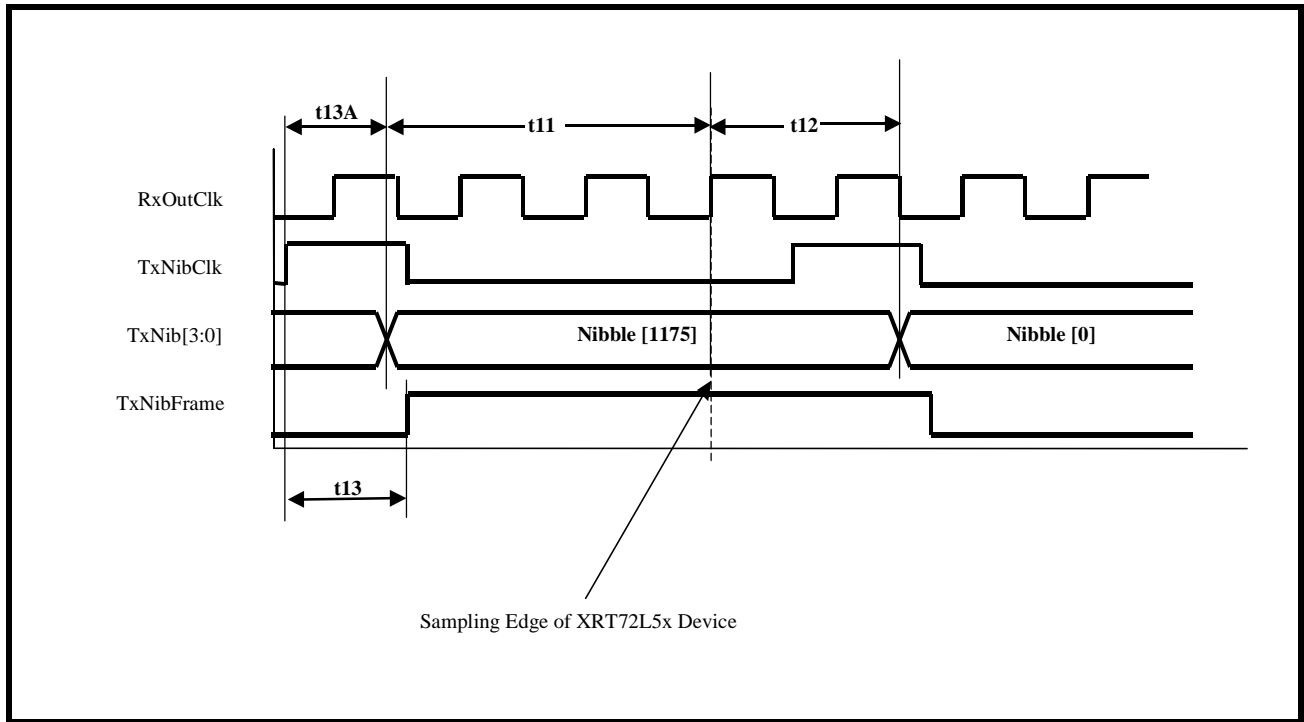 t13A
t11
t12
RxOutClk
TxNibClk
TxNib[3:0]
Nibble [1175]
Nibble [0]
TxNibFrame
t13
Sampling Edge of XRT72L5x Device